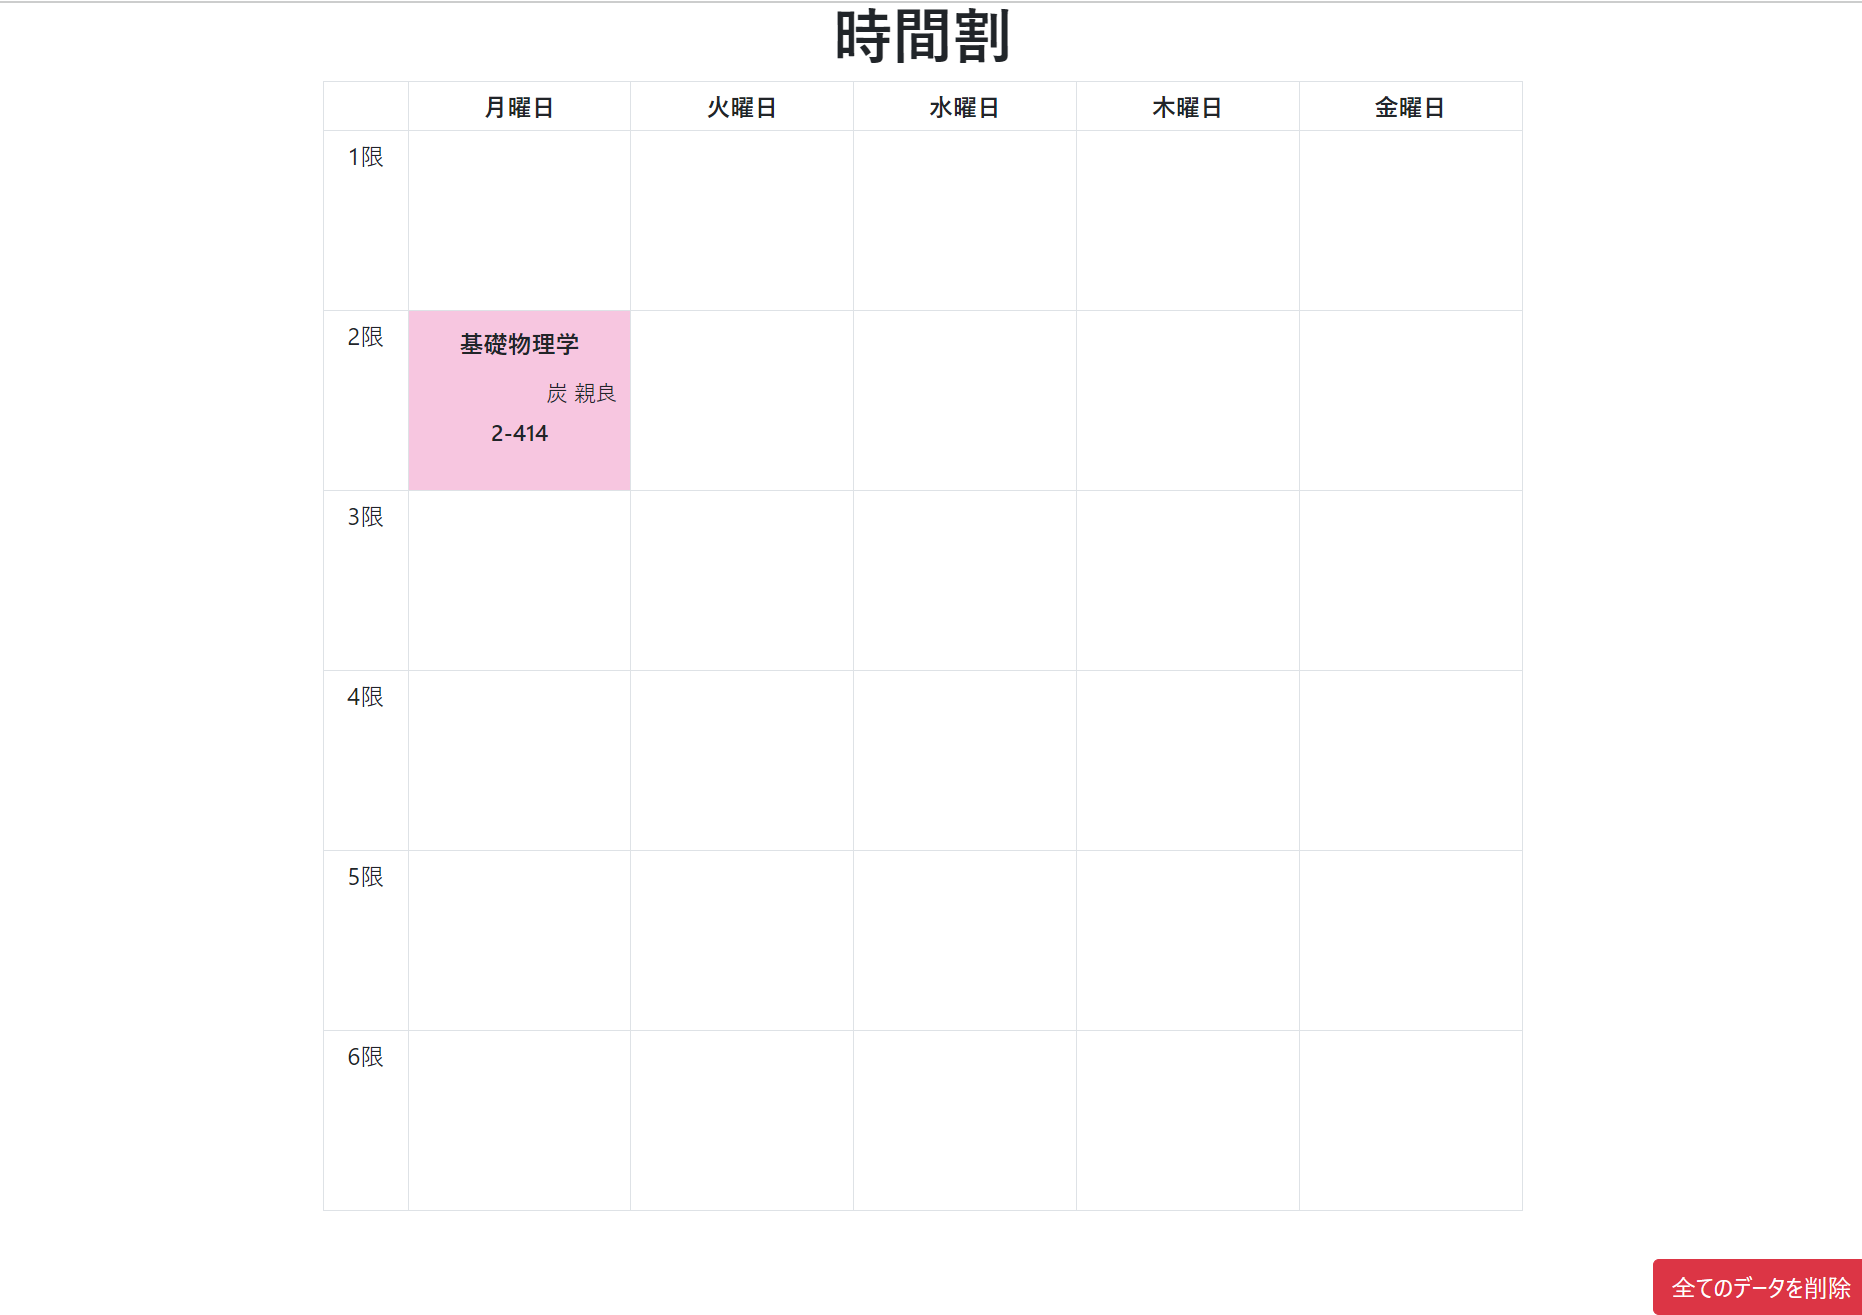 時間割
月曜日 火曜日 水曜日 木曜日 金曜日
1限
2限
基礎物理学
炭 親良
2-414
3限
4限
5限
6限
全てのデータを削除